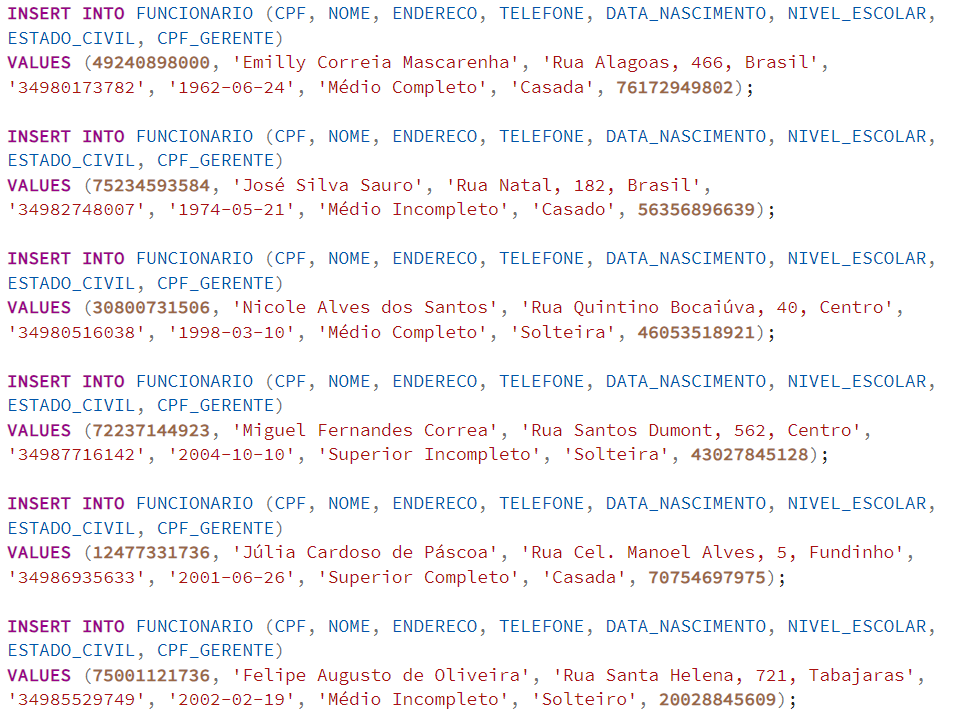 INSERT INTO FUNCIONARIO (CPF, NOME, ENDERECO, TELEFONE, DATA_NASCIMENTO, NIVEL_ESCOLAR,
ESTADO_CIVIL, CPF_GERENTE)
VALUES (49240898000, 'Emilly Correia Mascarenha', 'Rua Alagoas, 466, Brasil',
'34980173782', '1962-06-24', 'Médio Completo', 'Casada', 76172949802);
INSERT INTO FUNCIONARIO (CPF, NOME, ENDERECO, TELEFONE, DATA_NASCIMENTO, NIVEL_ESCOLAR,
ESTADO_CIVIL, CPF_GERENTE)
VALUES (75234593584, 'José Silva Sauro', 'Rua Natal, 182, Brasil',
'34982748007', '1974-05-21', 'Médio Incompleto', 'Casado', 56356896639);
INSERT INTO FUNCIONARIO (CPF, NOME, ENDERECO, TELEFONE, DATA_NASCIMENTO, NIVEL_ESCOLAR,
ESTADO_CIVIL, CPF_GERENTE)
VALUES (30800731506, 'Nicole Alves dos Santos', 'Rua Quintino Bocaiúva, 40, Centro',
'34980516038', '1998-03-10', 'Médio Completo', 'Solteira', 46053518921);
INSERT INTO FUNCIONARIO (CPF, NOME, ENDERECO, TELEFONE, DATA_NASCIMENTO, NIVEL_ESCOLAR,
ESTADO_CIVIL, CPF_GERENTE)
VALUES (72237144923, 'Miguel Fernandes Correa', 'Rua Santos Dumont, 562, Centro',
'34987716142', '2004-10-10', 'Superior Incompleto', 'Solteira', 43027845128);
INSERT INTO FUNCIONARIO (CPF, NOME, ENDERECO, TELEFONE, DATA_NASCIMENTO, NIVEL_ESCOLAR,
ESTADO_CIVIL, CPF_GERENTE)
VALUES (12477331736, 'Júlia Cardoso de Páscoa', 'Rua Cel. Manoel Alves, 5, Fundinho',
'34986935633', '2001-06-26', 'Superior Completo', 'Casada', 70754697975);
INSERT INTO FUNCIONARIO (CPF, NOME, ENDERECO, TELEFONE, DATA_NASCIMENTO, NIVEL_ESCOLAR,
ESTADO_CIVIL, CPF_GERENTE)
VALUES (75001121736, 'Felipe Augusto de Oliveira', 'Rua Santa Helena, 721, Tabajaras',
'34985529749', '2002-02-19', 'Médio Incompleto', 'Solteiro', 20028845609);